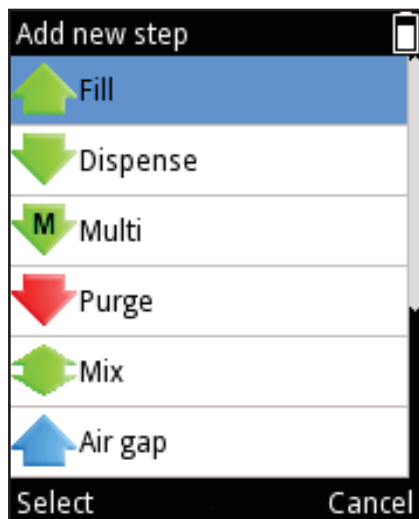 Add new step
Fill
Dispense
M Multi
Purge
Mix
Air gap
Select Cancel